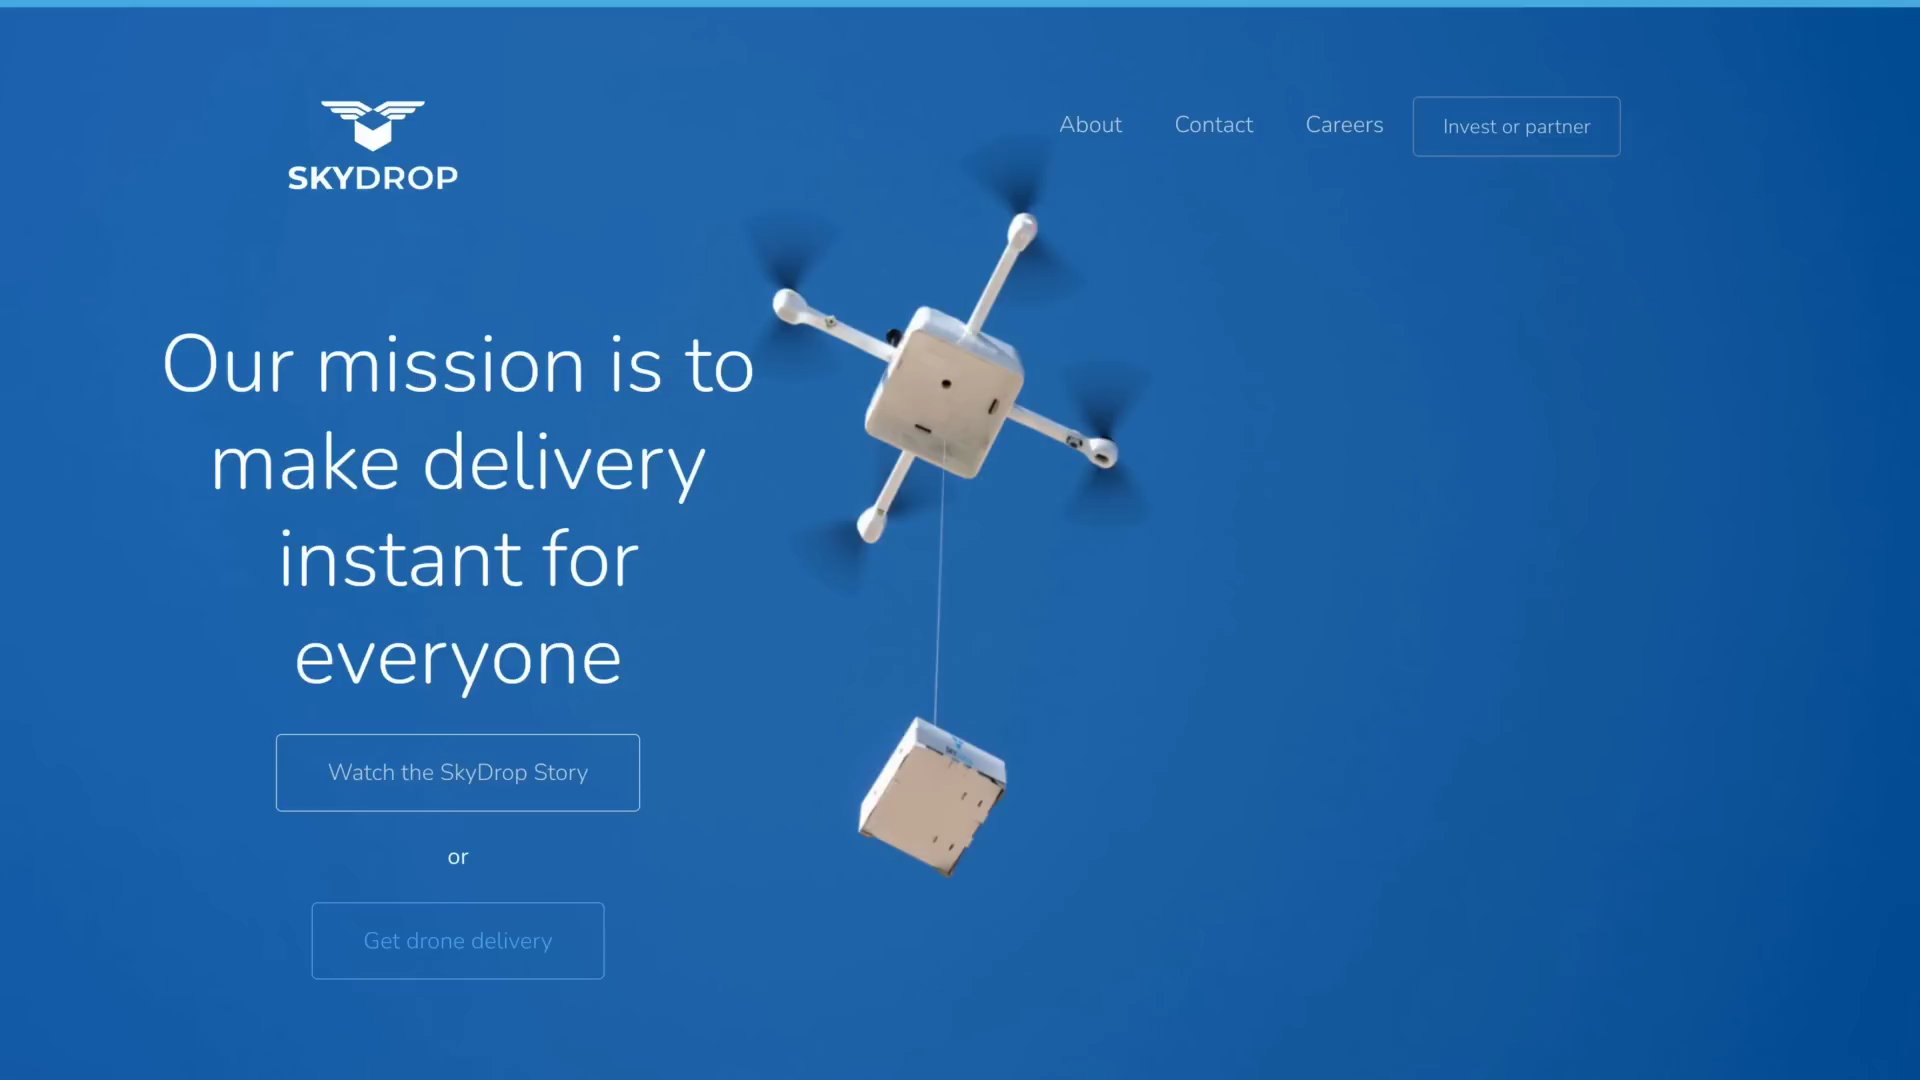 SKYDROP
About
Contact
Careers
Invest or partner
Our mission is to
make delivery
instant for
everyone
Watch the SkyDrop Story
or
Get drone delivery